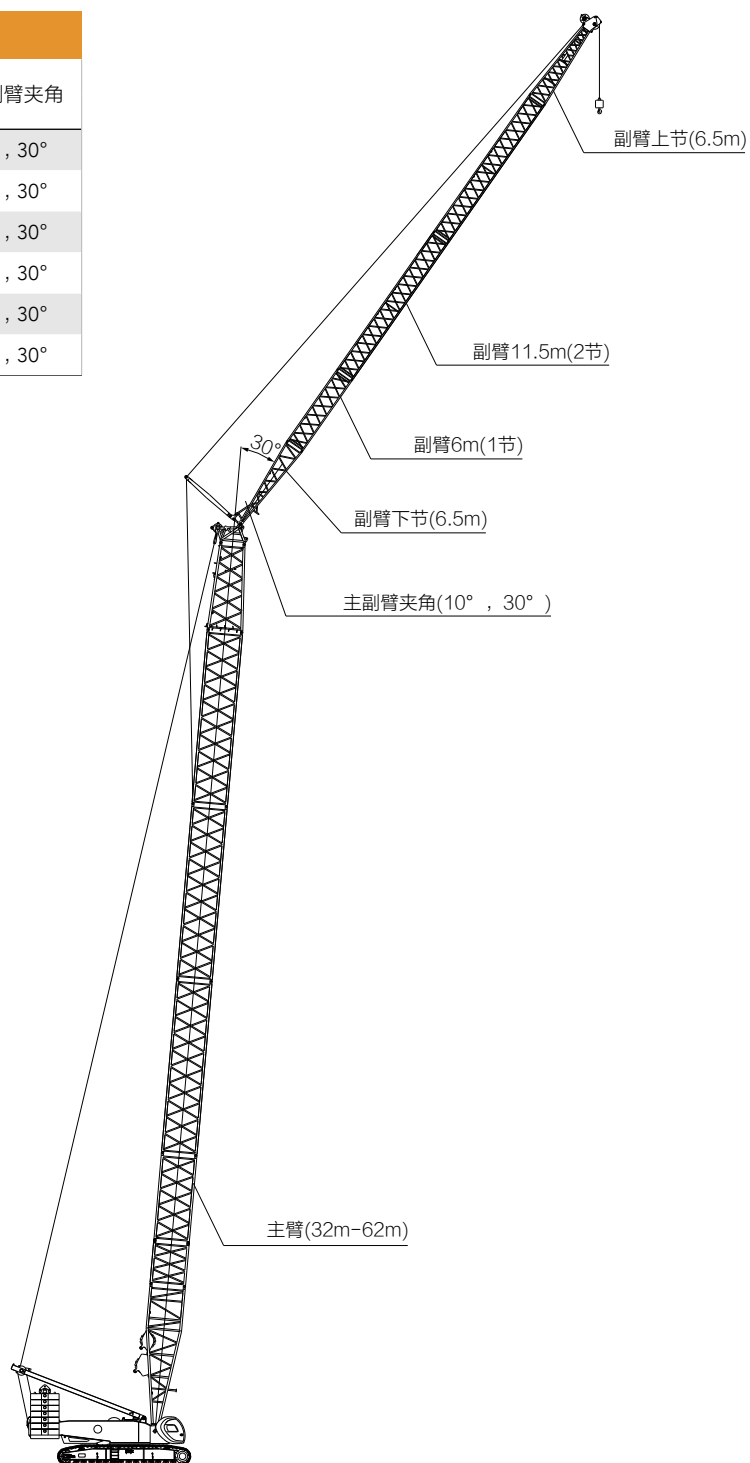 副臂夹角
, 30°
, 30°
, 30°
, 30°
, 30°
, 30°
副臂上节(6.5m)
副臂11.5m(2节)
副臂6m(1节)
30°
副臂下节(6.5m)
主副臂夹角(10° , 30° )
主臂(32m-62m)